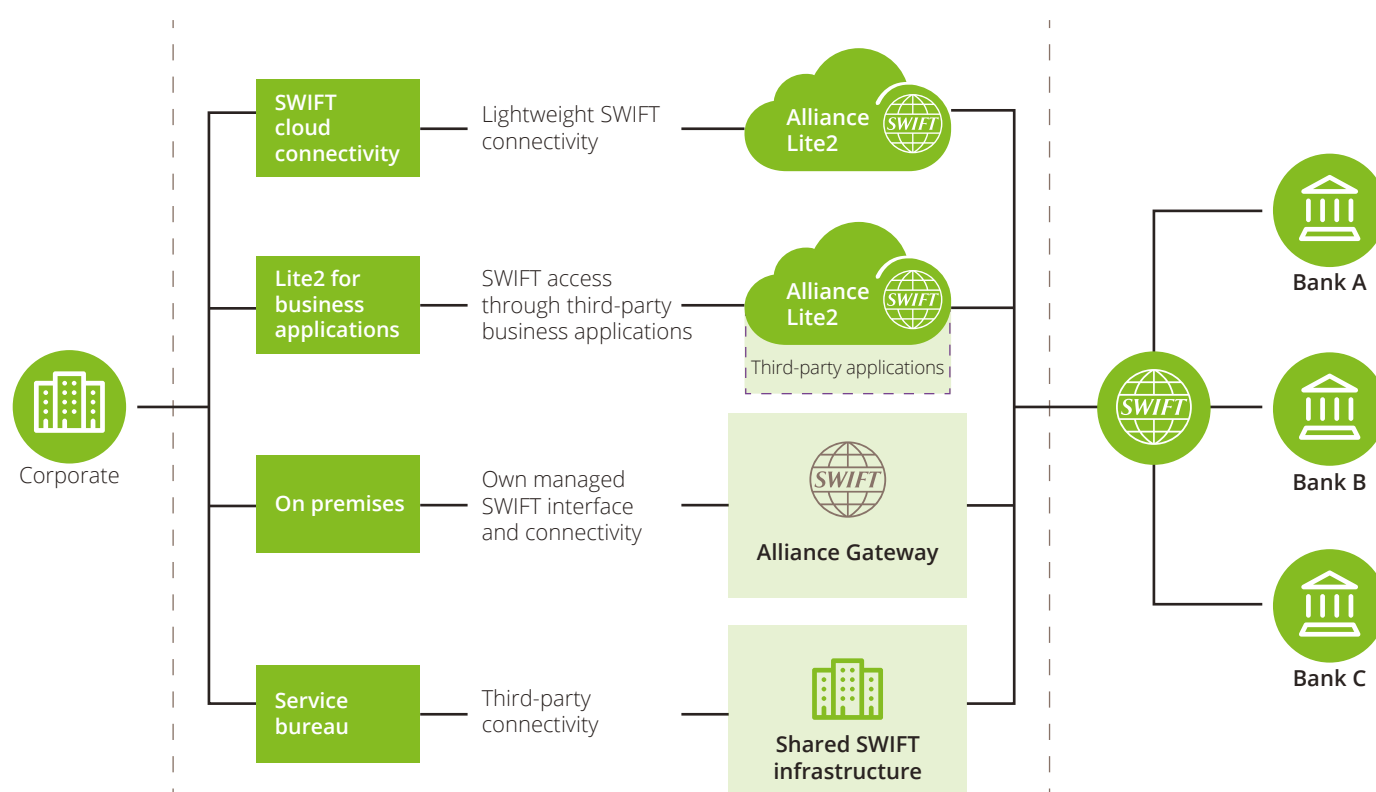 SWIFT
cloud
connectivity
Lightweight SWIFT
connectivity
Alliance
Lite2
SWIFT
Lite2 for
business
applications
SWIFT access
through third-party
business applications
Alliance
Lite2
SWIFT
Third-party applications
Corporate
On premises
Own managed
SWIFT interface
and connectivity
SWIFT
Alliance Gateway
Service
bureau
Third-party
connectivity
Shared SWIFT
infrastructure
SWIFT
Bank A
Bank B
Bank C